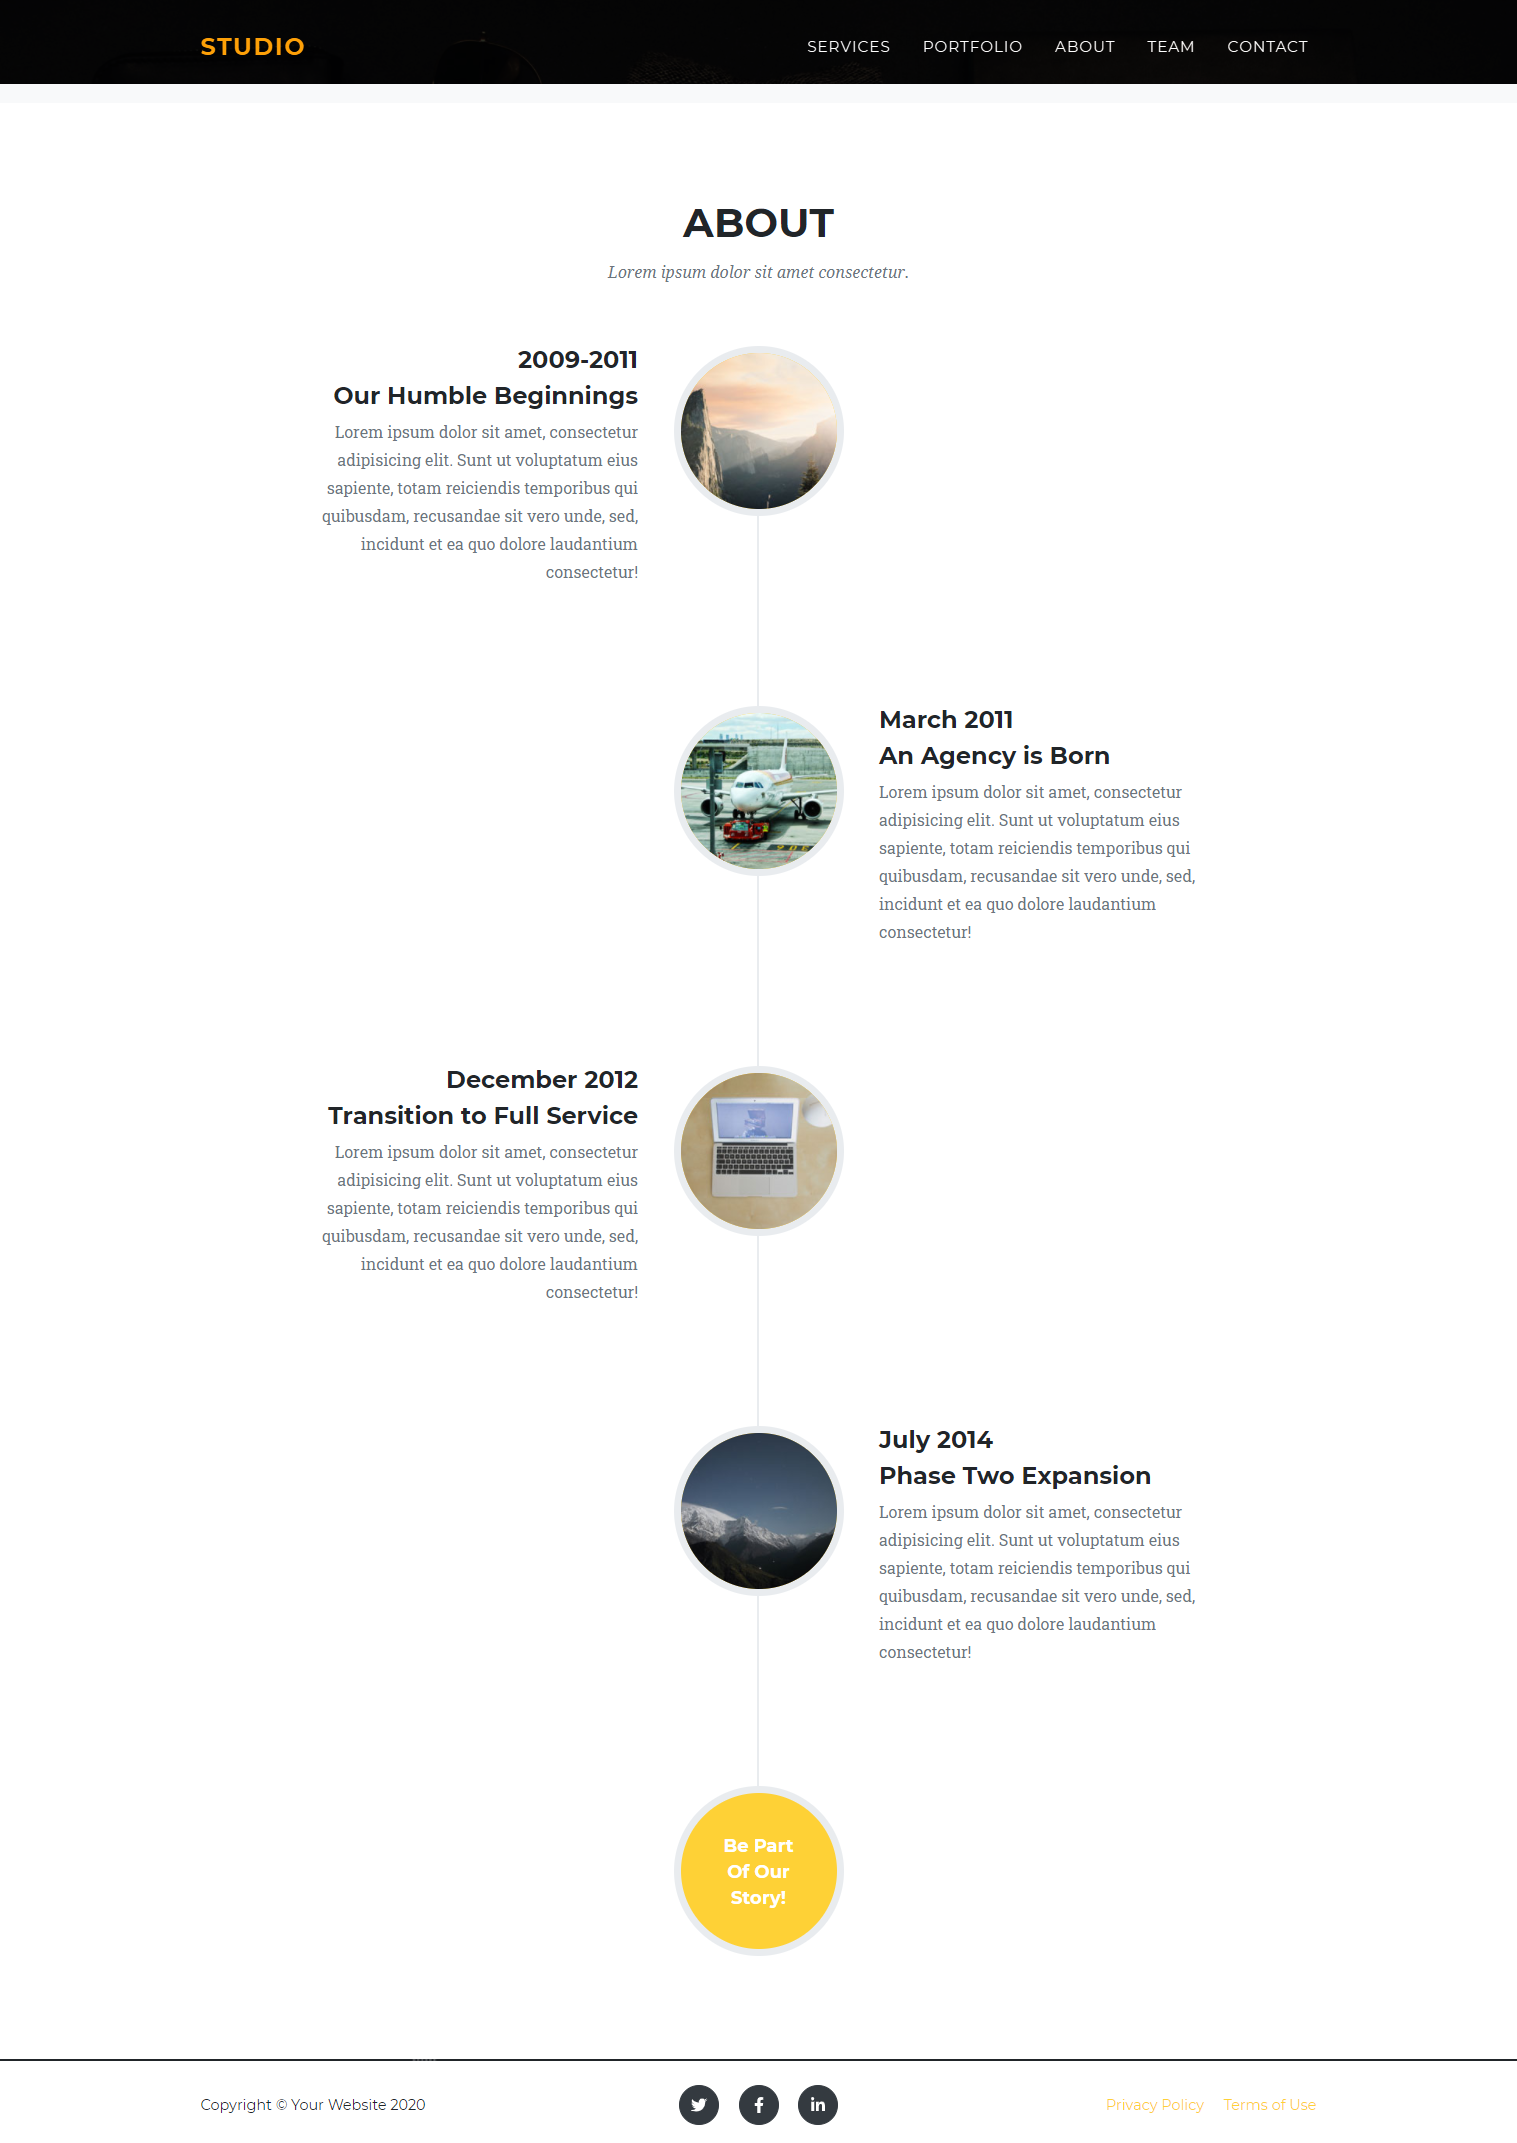 STUDIO
SERVICES PORTFOLIO ABOUT TEAM CONTACT
ABOUT
Lorem ipsum dolor sit amet consectetur.
2009-2011
Our Humble Beginnings
Lorem ipsum dolor sit amet, consectetur
adipisicing elit. Sunt ut voluptatum eius
sapiente, totam reiciendis temporibus qui
quibusdam, recusandae sit vero unde, sed,
incidunt et ea quo dolore laudantium
consectetur!
March 2011
An Agency is Born
Lorem ipsum dolor sit amet, consectetur
adipisicing elit. Sunt ut voluptatum eius
sapiente, totam reiciendis temporibus qui
quibusdam, recusandae sit vero unde, sed,
incidunt et ea quo dolore laudantium
consectetur!
December 2012
Transition to Full Service
Lorem ipsum dolor sit amet, consectetur
adipisicing elit. Sunt ut voluptatum eius
sapiente, totam reiciendis temporibus qui
quibusdam, recusandae sit vero unde, sed,
incidunt et ea quo dolore laudantium
consectetur!
July 2014
Phase Two Expansion
Lorem ipsum dolor sit amet, consectetur
adipisicing elit. Sunt ut voluptatum eius
sapiente, totam reiciendis temporibus qui
quibusdam, recusandae sit vero unde, sed,
incidunt et ea quo dolore laudantium
consectetur!
Be Part
Of Our
Story!
Copyright © Your Website 2020
Privacy Policy Terms of Use